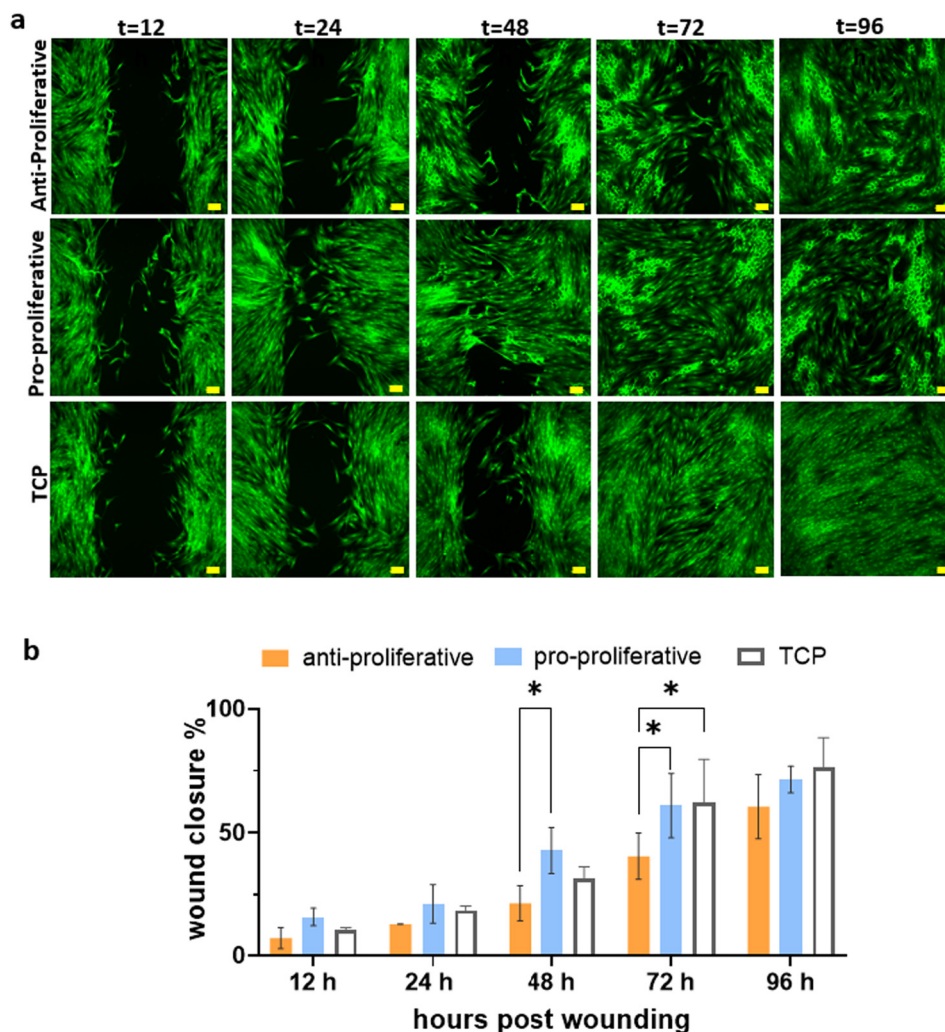 a
t=12 t=24 t=48 t=72 t=96
Anti-Proliferative
Pro-proliferative
TCP
b
anti-proliferative pro-proliferative TCP
* *
*
100
50
0
wound closure %
12 h 24 h 48 h 72 h 96 h
hours post wounding